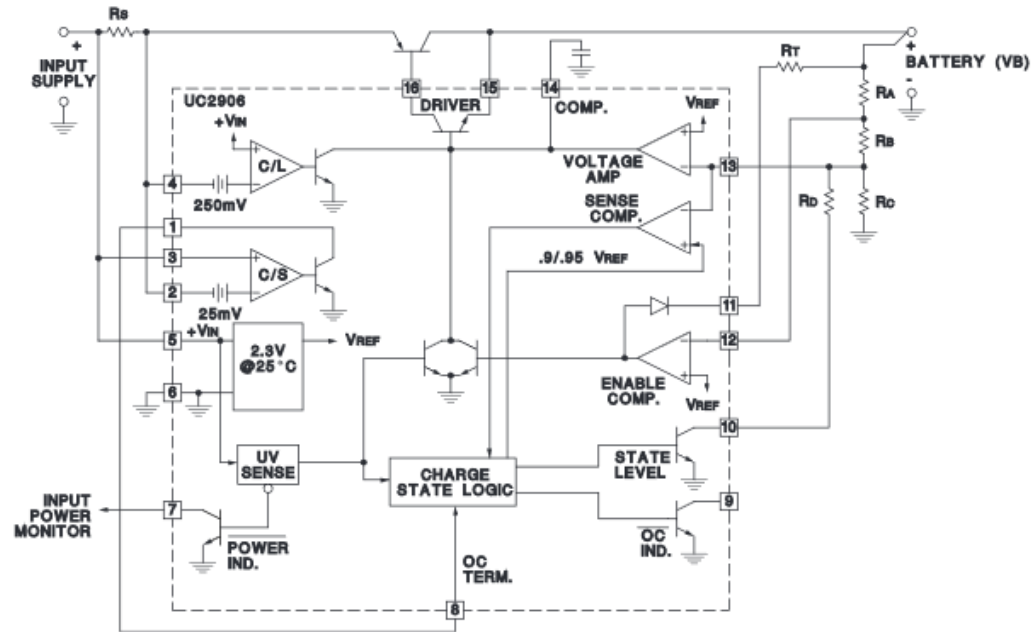 Rs
+
INPUT
SUPPLY
-
RT
+
BATTERY (VB)
-
RA
RB
RC
RD
16
15
14
DRIVER
COMP.
UC2906
+VIN
VREF
+
C/L
-
+
-
VOLTAGE
AMP
13
4
250mV
SENSE
COMP.
-
+
1
3
+
C/S
-
2
25mV
.9/.95 VREF
11
5
+VIN
VREF
12
2.3V
@25°C
-
+
ENABLE
COMP.
VREF
6
10
UV
SENSE
CHARGE
STATE LOGIC
STATE
LEVEL
INPUT
POWER
MONITOR
7
9
POWER
IND.
OC
IND.
OC
TERM.
8